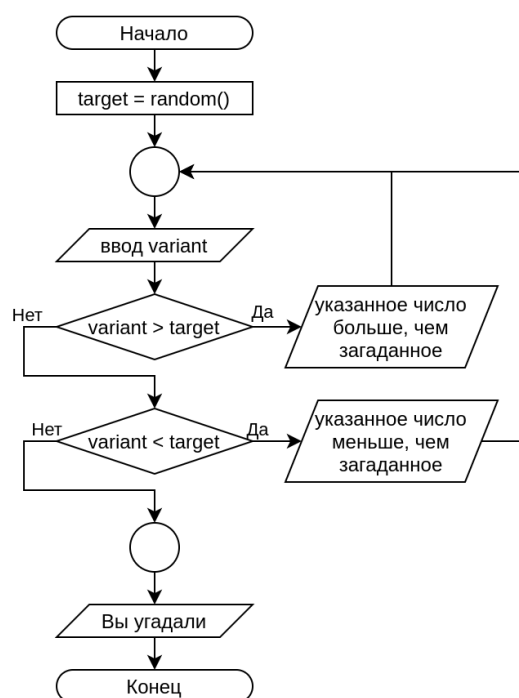 Начало
target = random()
ввод variant
Нет
variant > target
Да
указанное число
больше, чем
загаданное
Нет
variant < target
Да
указанное число
меньше, чем
загаданное
Вы угадали
Конец